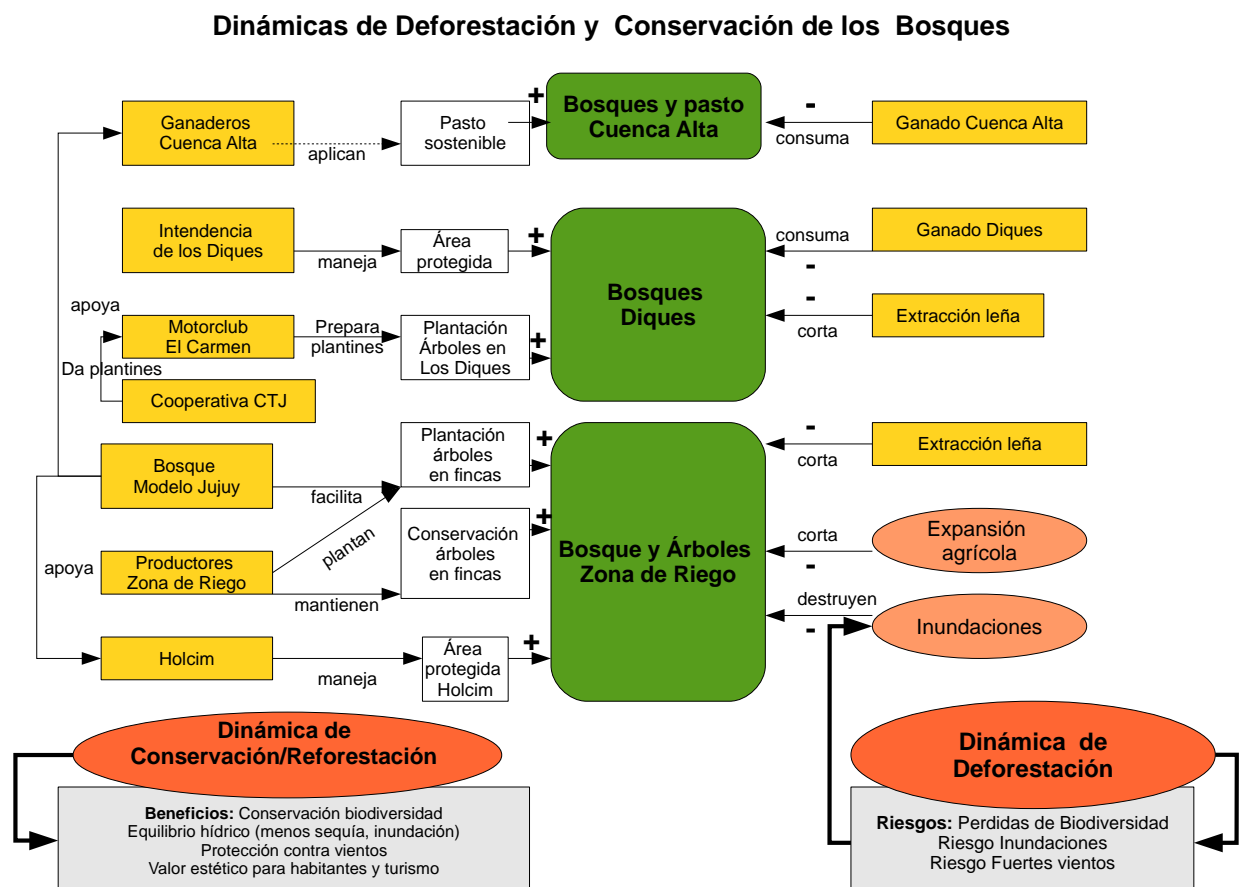 Dinámicas de Deforestación y  Conservación de los  Bosques
Ganaderos
Cuenca Alta
aplican
Pasto
sostenible
+
Bosques y pasto
Cuenca Alta
-
consuma
Ganado Cuenca Alta
Intendencia
de los Diques
maneja
Área
protegida
+
Bosques
Diques
consuma
-
Ganado Diques
-
corta
Extracción leña
apoya
Motorclub
El Carmen
Prepara
plantines
Plantación
Árboles en
Los Diques
+
Da plantines
Cooperativa CTJ
Bosque
Modelo Jujuy
facilita
Plantación
árboles
en fincas
+
Bosque y Árboles
Zona de Riego
-
corta
Extracción leña
plantan
Conservación
árboles
en fincas
+
corta
-
Expansión
agrícola
apoya
Productores
Zona de Riego
mantienen
destruyen
-
Inundaciones
Holcim
maneja
Área
protegida
Holcim
+
Dinámica de
Conservación/Reforestación
Beneficios: Conservación biodiversidad
Equilibrio hídrico (menos sequía, inundación)
Protección contra vientos
Valor estético para habitantes y turismo
Dinámica  de
Deforestación
Riesgos: Perdidas de Biodiversidad
Riesgo Inundaciones
Riesgo Fuertes vientos